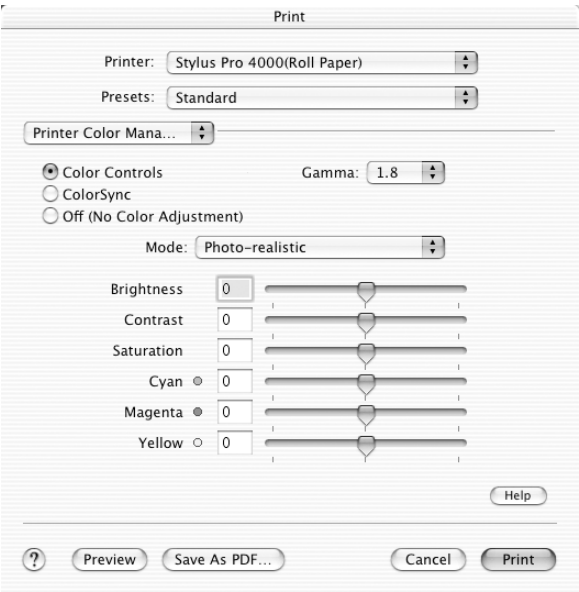 Print
Printer: Stylus Pro 4000(Roll Paper)
Presets: Standard
Printer Color Mana...
Color Controls Gamma: 1.8
ColorSync
Off (No Color Adjustment)
Mode: Photo-realistic
Brightness 0
Contrast 0
Saturation 0
Cyan 0
Magenta 0
Yellow 0
Help
? Preview Save As PDF... Cancel Print